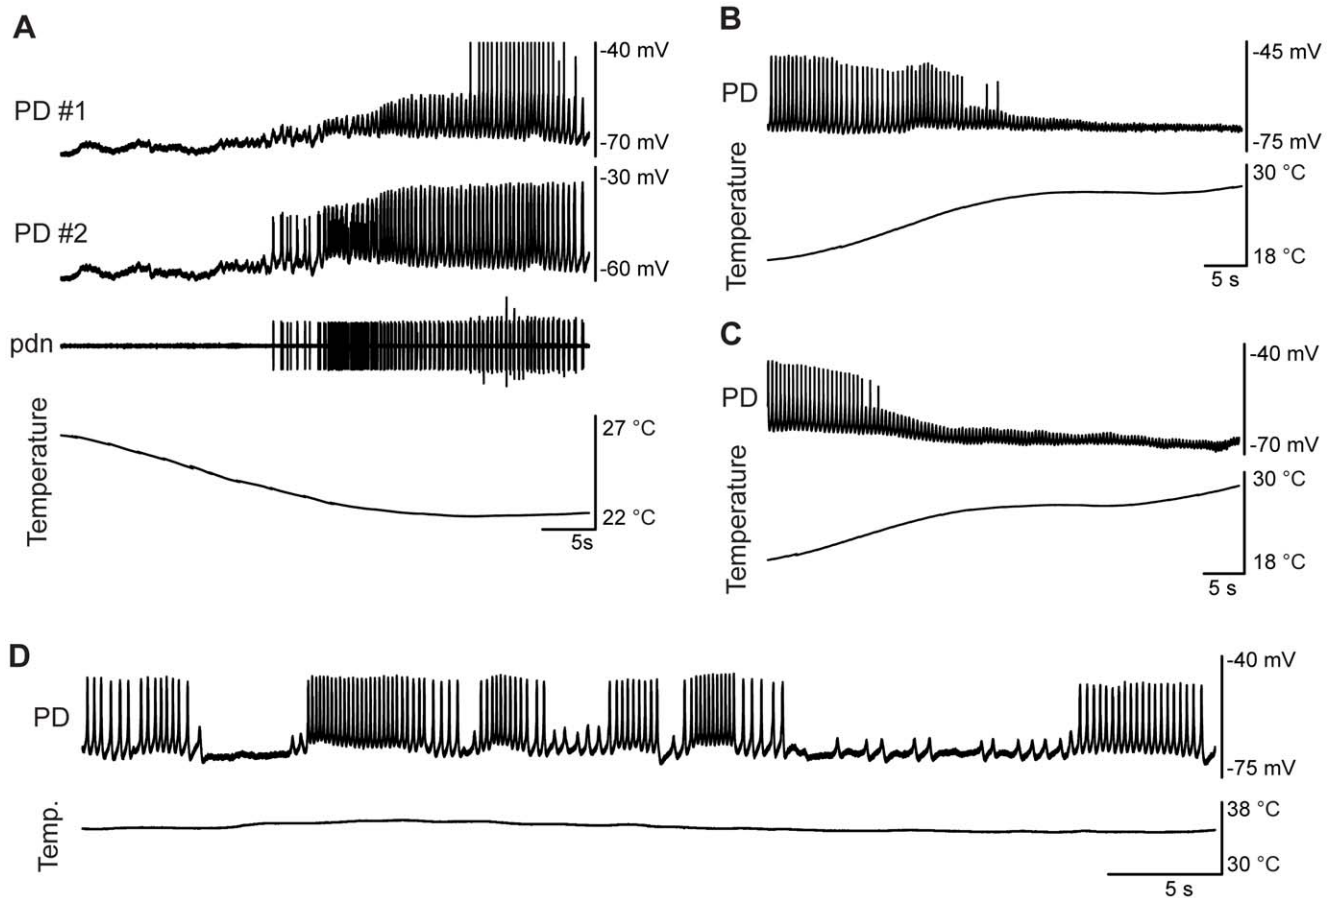 A
PD #1
-40 mV
-70 mV
PD #2
-30 mV
-60 mV
pdn
Temperature
27 °C
22 °C
5s
B
PD
-45 mV
-75 mV
Temperature
30 °C
18 °C
5 s
C
PD
-40 mV
-70 mV
Temperature
30 °C
18 °C
5 s
D
PD
-40 mV
-75 mV
Temp.
38 °C
30 °C
5 s